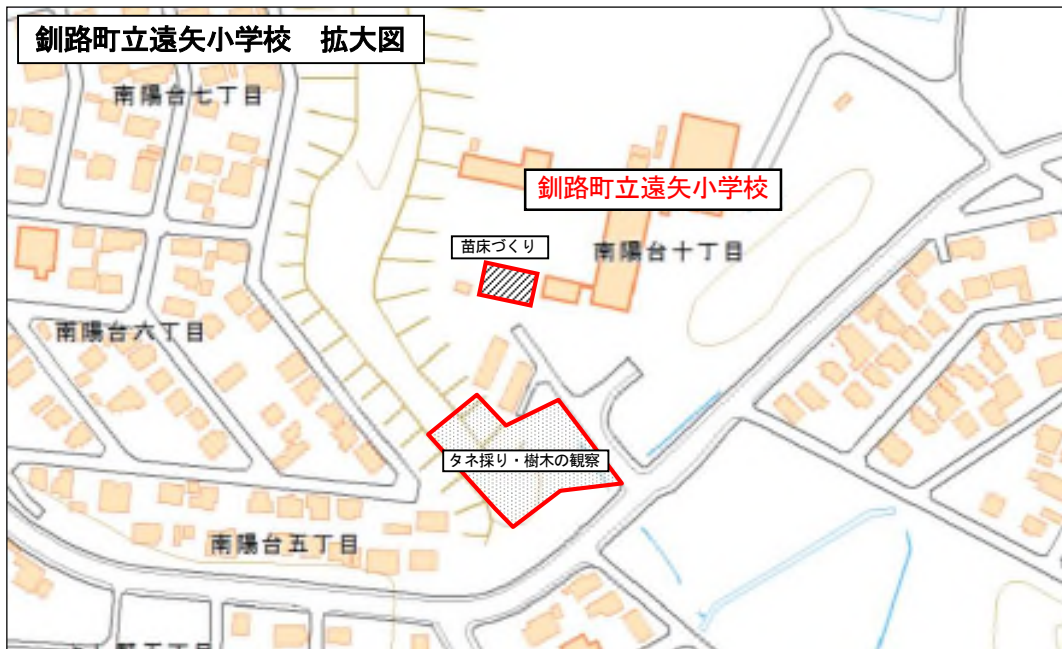 釧路町立遠矢小学校　拡大図
南陽台七丁目
釧路町立遠矢小学校
苗床づくり
南陽台十丁目
南陽台六丁目
タネ採り・樹木の観察
南陽台五丁目